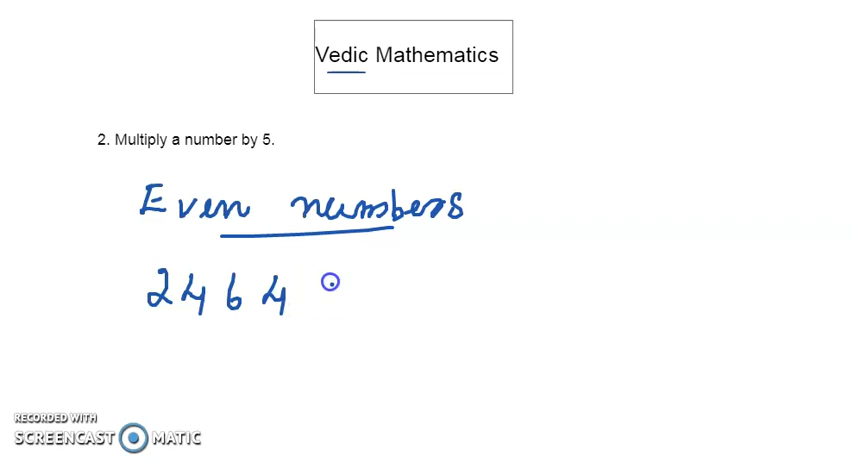 Vedic Mathematics
2. Multiply a number by 5.
Even numbers
2464
RECORDED WITH
SCREENCAST MATIC